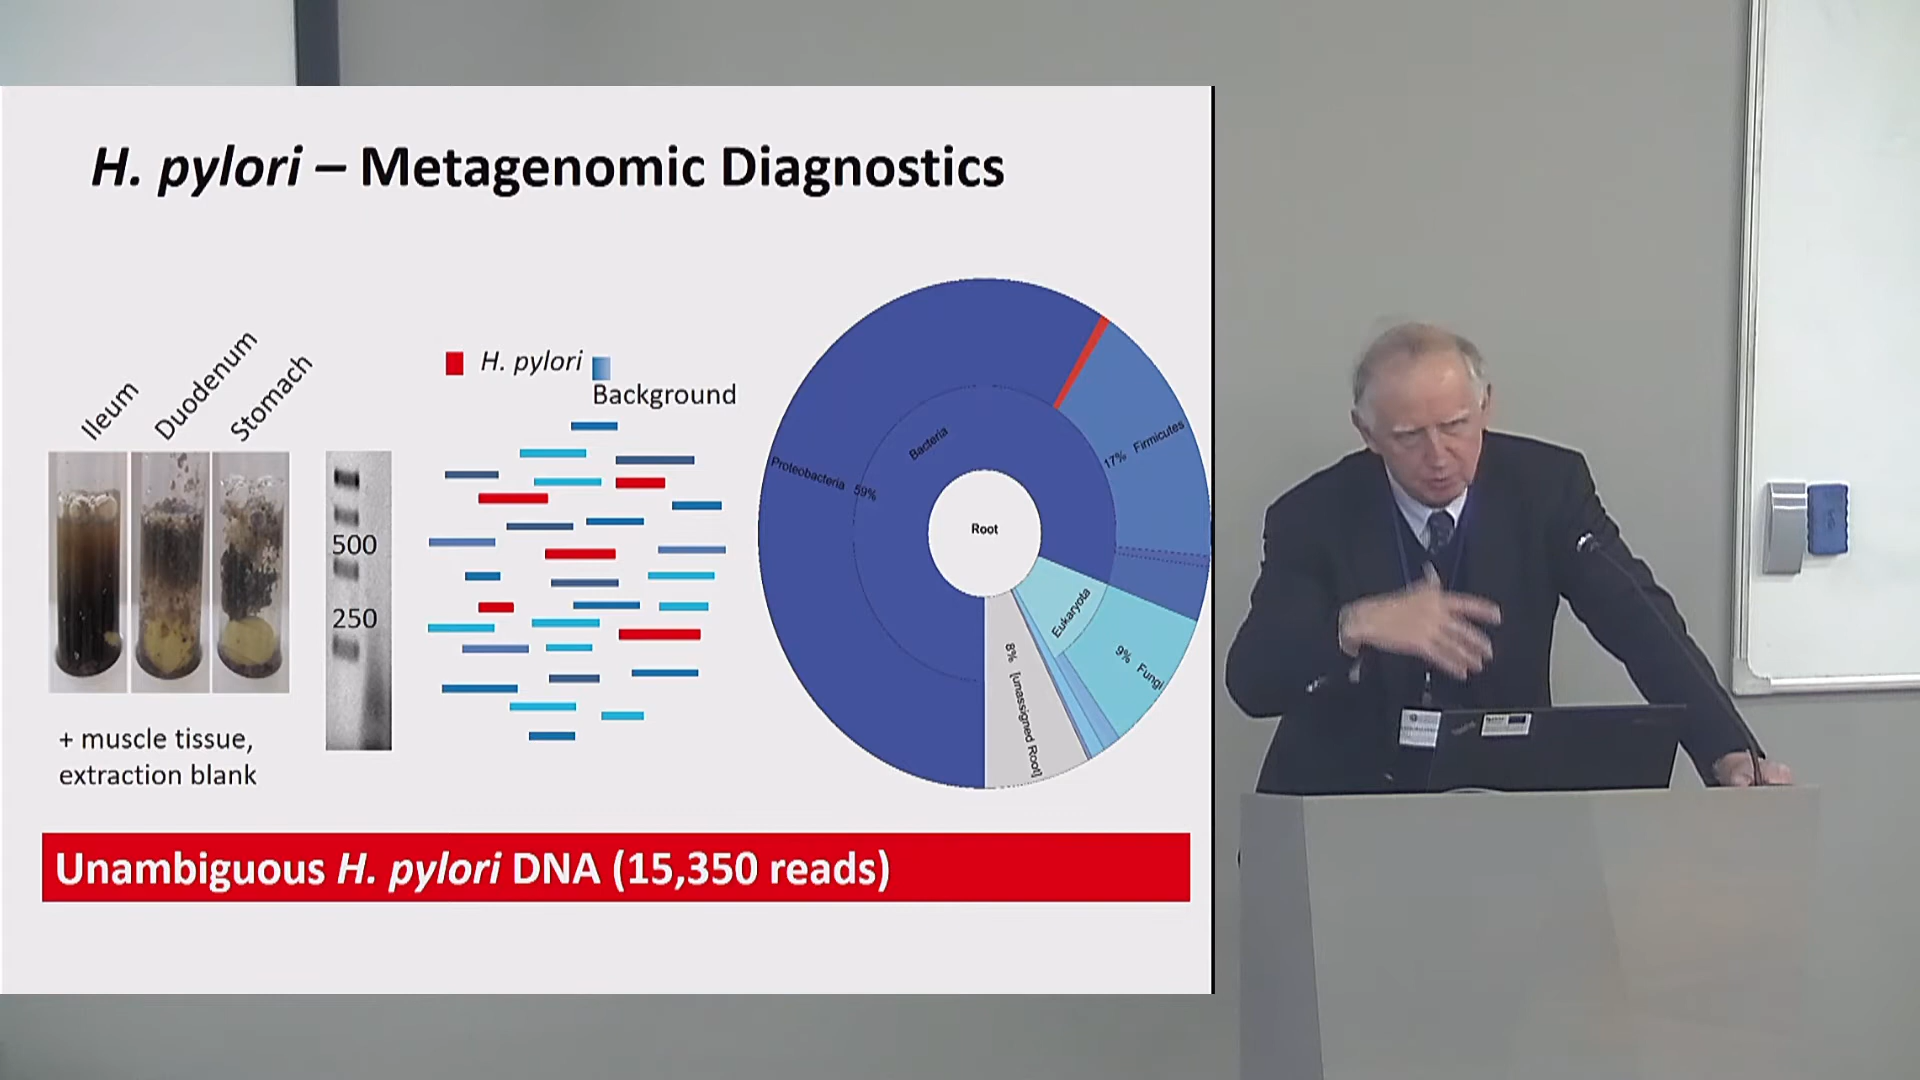 H. pylori – Metagenomic Diagnostics
Ileum
Duodenum
Stomach
500
250
+ muscle tissue,
extraction blank
H. pylori
Background
Root
Bacteria
Proteobacteria 59%
17% Firmicutes
Eukaryota
9% Fungi
8% [unassigned Root]
Unambiguous H. pylori DNA (15,350 reads)